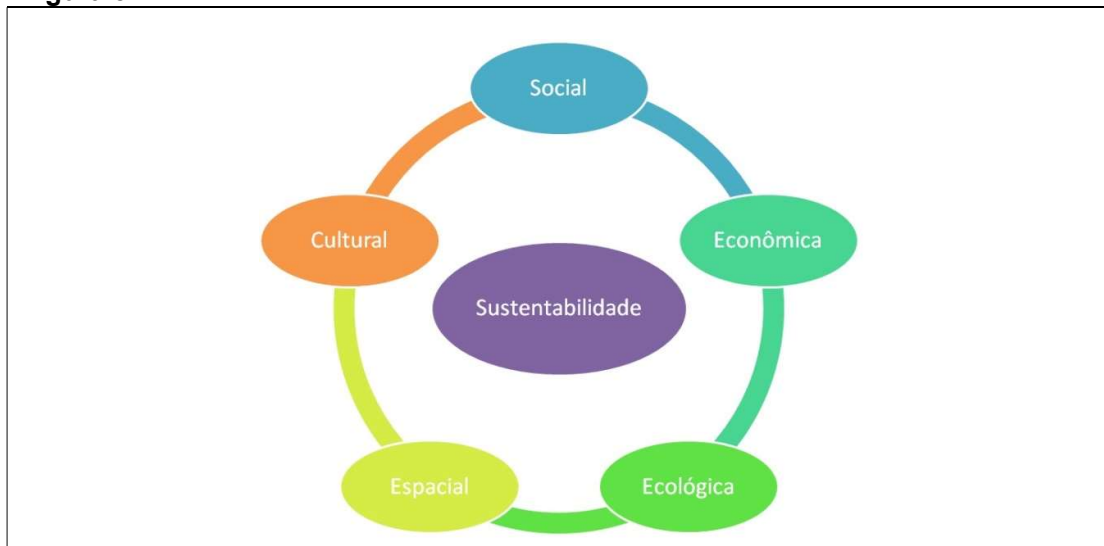 Social
Econômica
Cultural
Sustentabilidade
Espacial
Ecológica